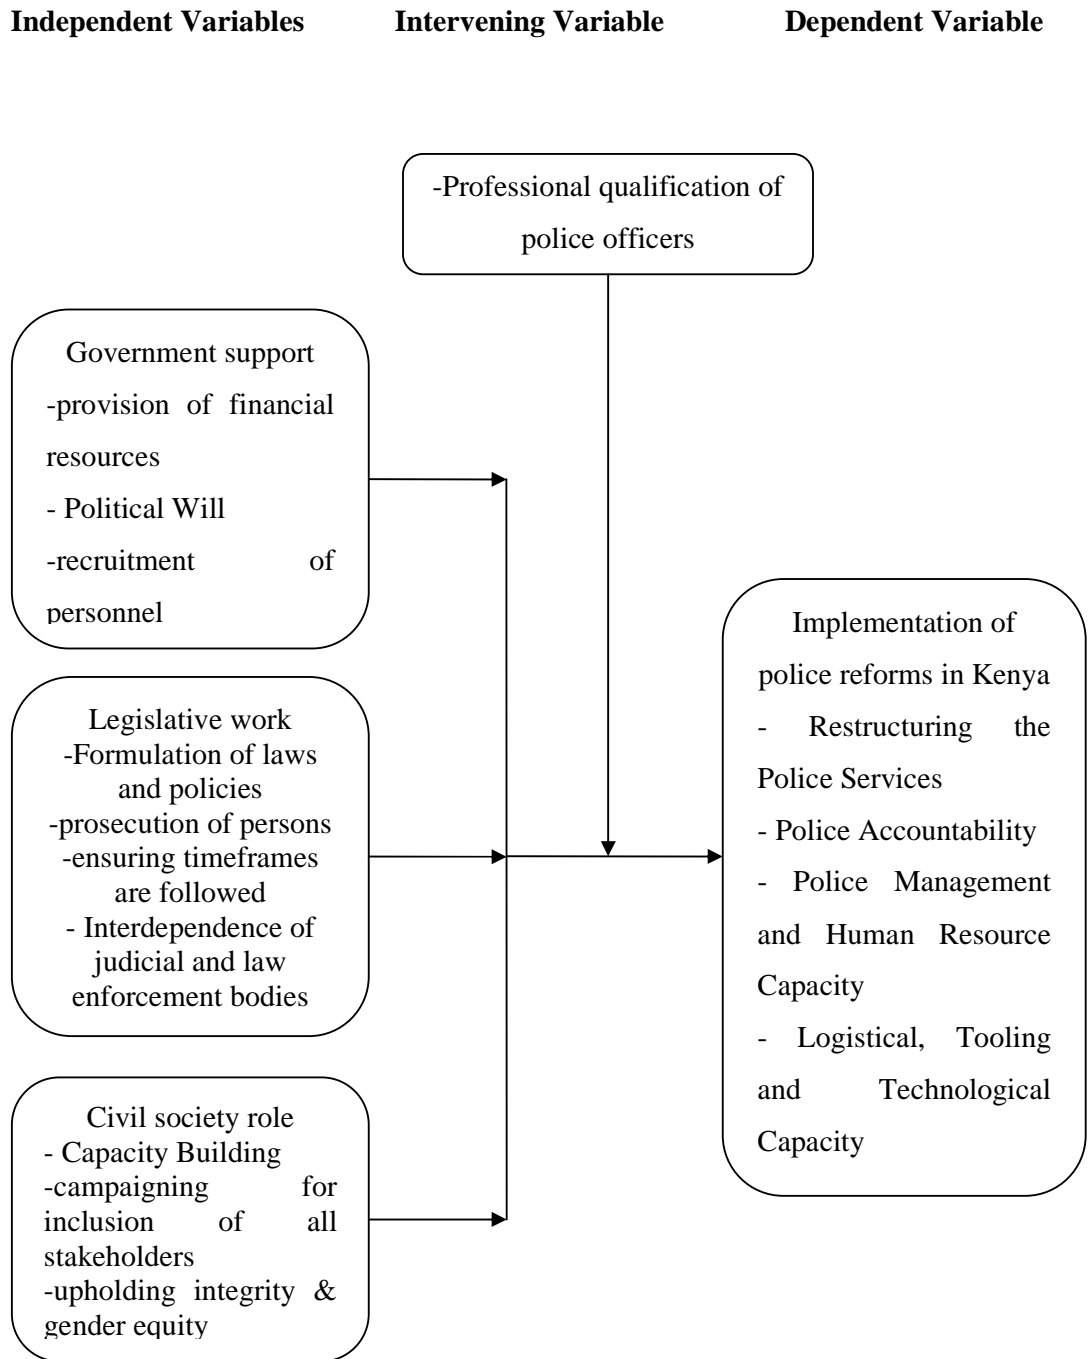 Independent Variables
Intervening Variable
Dependent Variable
-Professional qualification of
police officers
Government support
-provision of financial
resources
- Political Will
-recruitment of
personnel
Legislative work
-Formulation of laws
and policies
-prosecution of persons
-ensuring timeframes
are followed
- Interdependence of
judicial and law
enforcement bodies
Civil society role
- Capacity Building
-campaigning for
inclusion of all
stakeholders
-upholding integrity &
gender equity
Implementation of
police reforms in Kenya
- Restructuring the
Police Services
- Police Accountability
- Police Management
and Human Resource
Capacity
- Logistical, Tooling
and Technological
Capacity